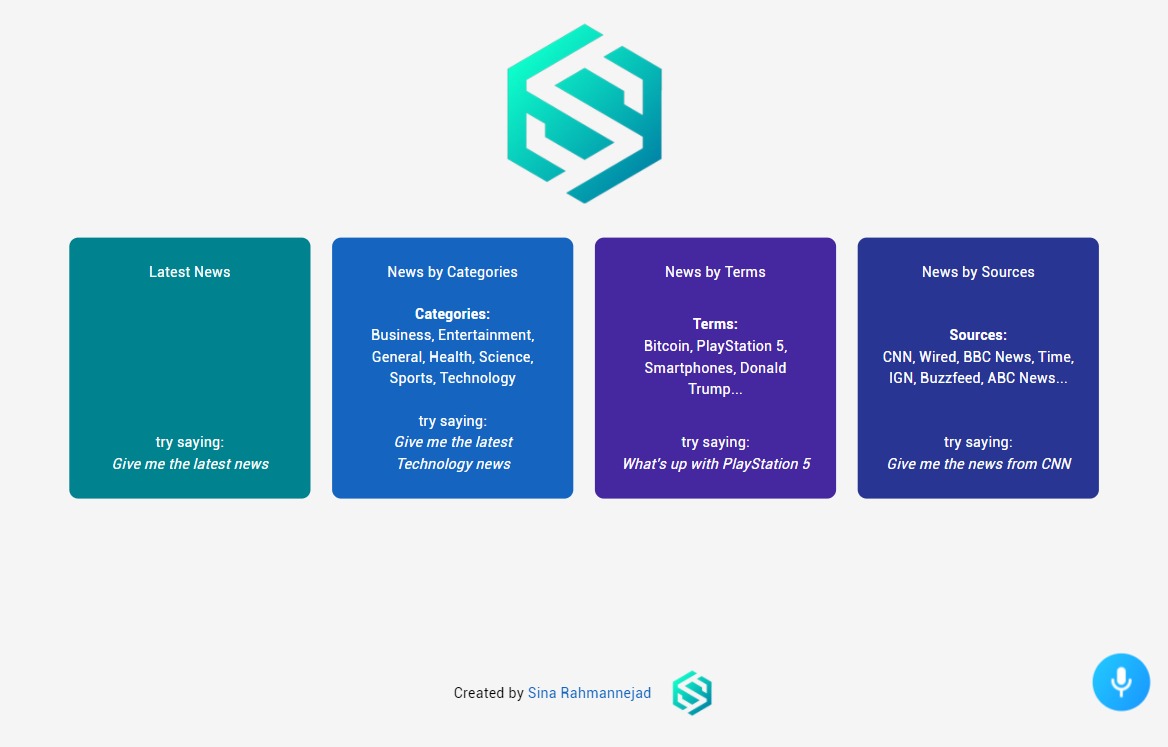 Latest News
try saying:
Give me the latest news
News by Categories
Categories:
Business, Entertainment,
General, Health, Science,
Sports, Technology
try saying:
Give me the latest
Technology news
News by Terms
Terms:
Bitcoin, PlayStation 5,
Smartphones, Donald
Trump...
try saying:
What's up with PlayStation 5
News by Sources
Sources:
CNN, Wired, BBC News, Time,
IGN, Buzzfeed, ABC News...
try saying:
Give me the news from CNN
Created by Sina Rahmannejad